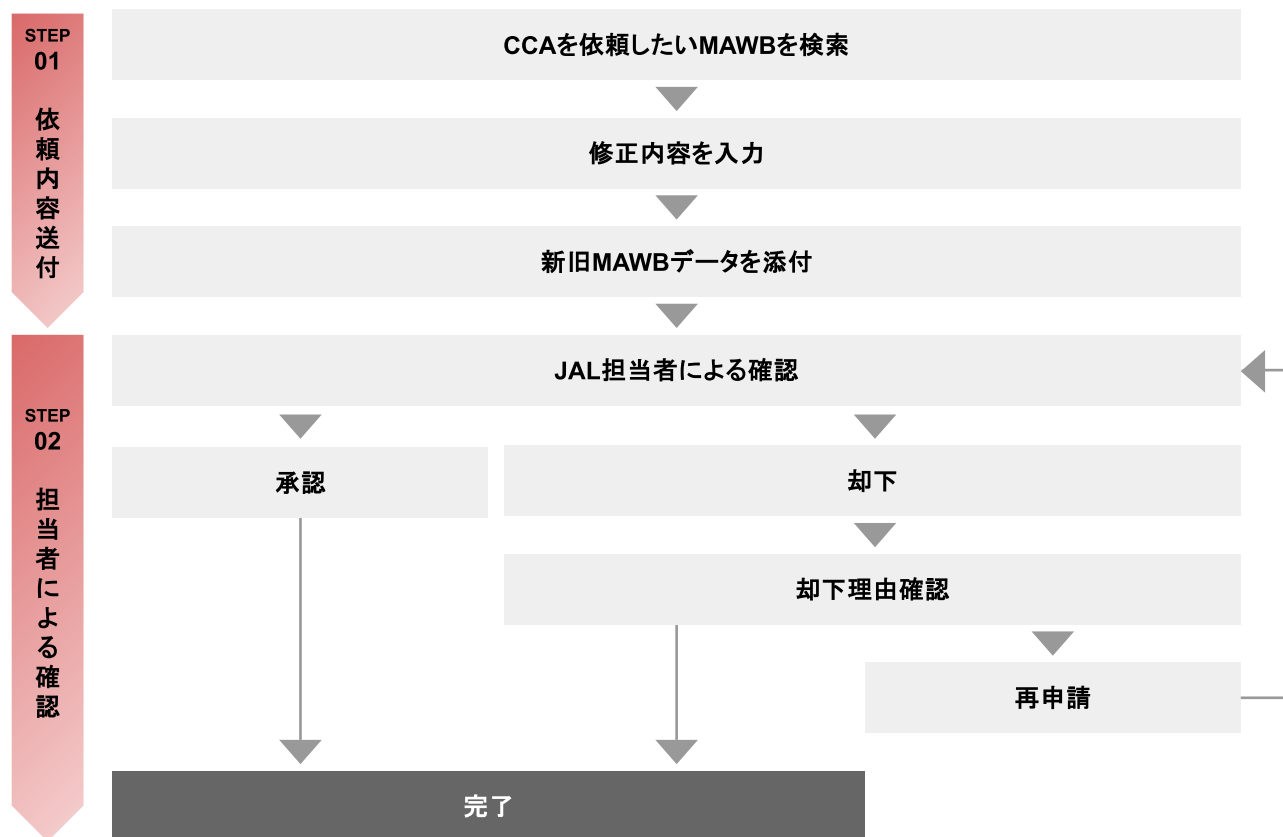 STEP
01
依頼内容送付
CCAを依頼したいMAWBを検索
修正内容を入力
新旧MAWBデータを添付
STEP
02
担当者による確認
JAL担当者による確認
承認
却下
却下理由確認
再申請
完了